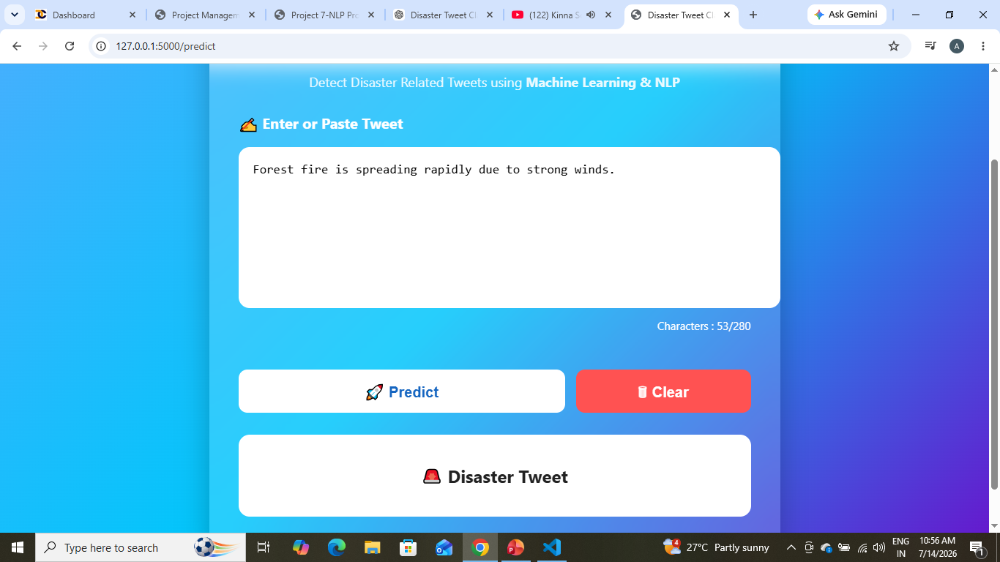 Dashboard
Project Managem
Project 7-NLP Pro
Disaster Tweet Cl
(122) Kinna S
Disaster Tweet Cl
Ask Gemini
127.0.0.1:5000/predict
A
Detect Disaster Related Tweets using Machine Learning & NLP
✍ Enter or Paste Tweet
Forest fire is spreading rapidly due to strong winds.
Characters : 53/280
🚀 Predict
🗑 Clear
🚨 Disaster Tweet
Type here to search
4
27°C Partly sunny
ENG
IN
10:56 AM
7/14/2026
1